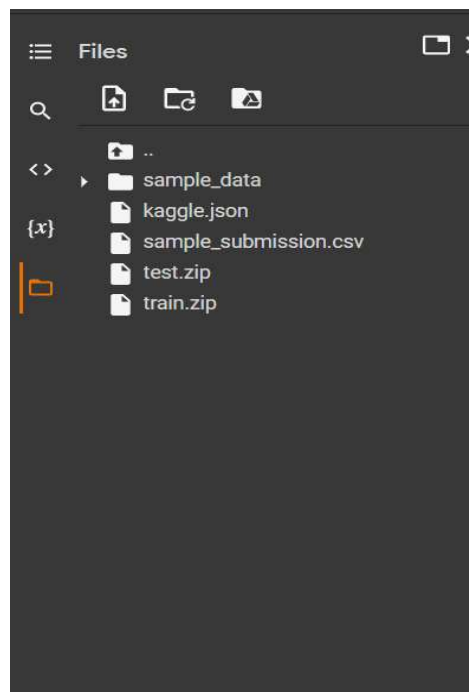 Files
..
sample_data
kaggle.json
{x}
sample_submission.csv
test.zip
train.zip